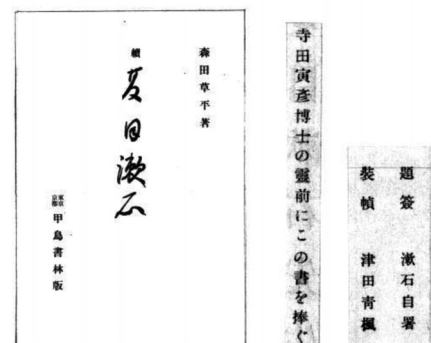 森田草平著
續
夏目漱石
東京
京都
甲鳥書林版
寺田寅彦博士の靈前にこの書を捧ぐ
題簽　漱石自署
裝幀　津田青楓